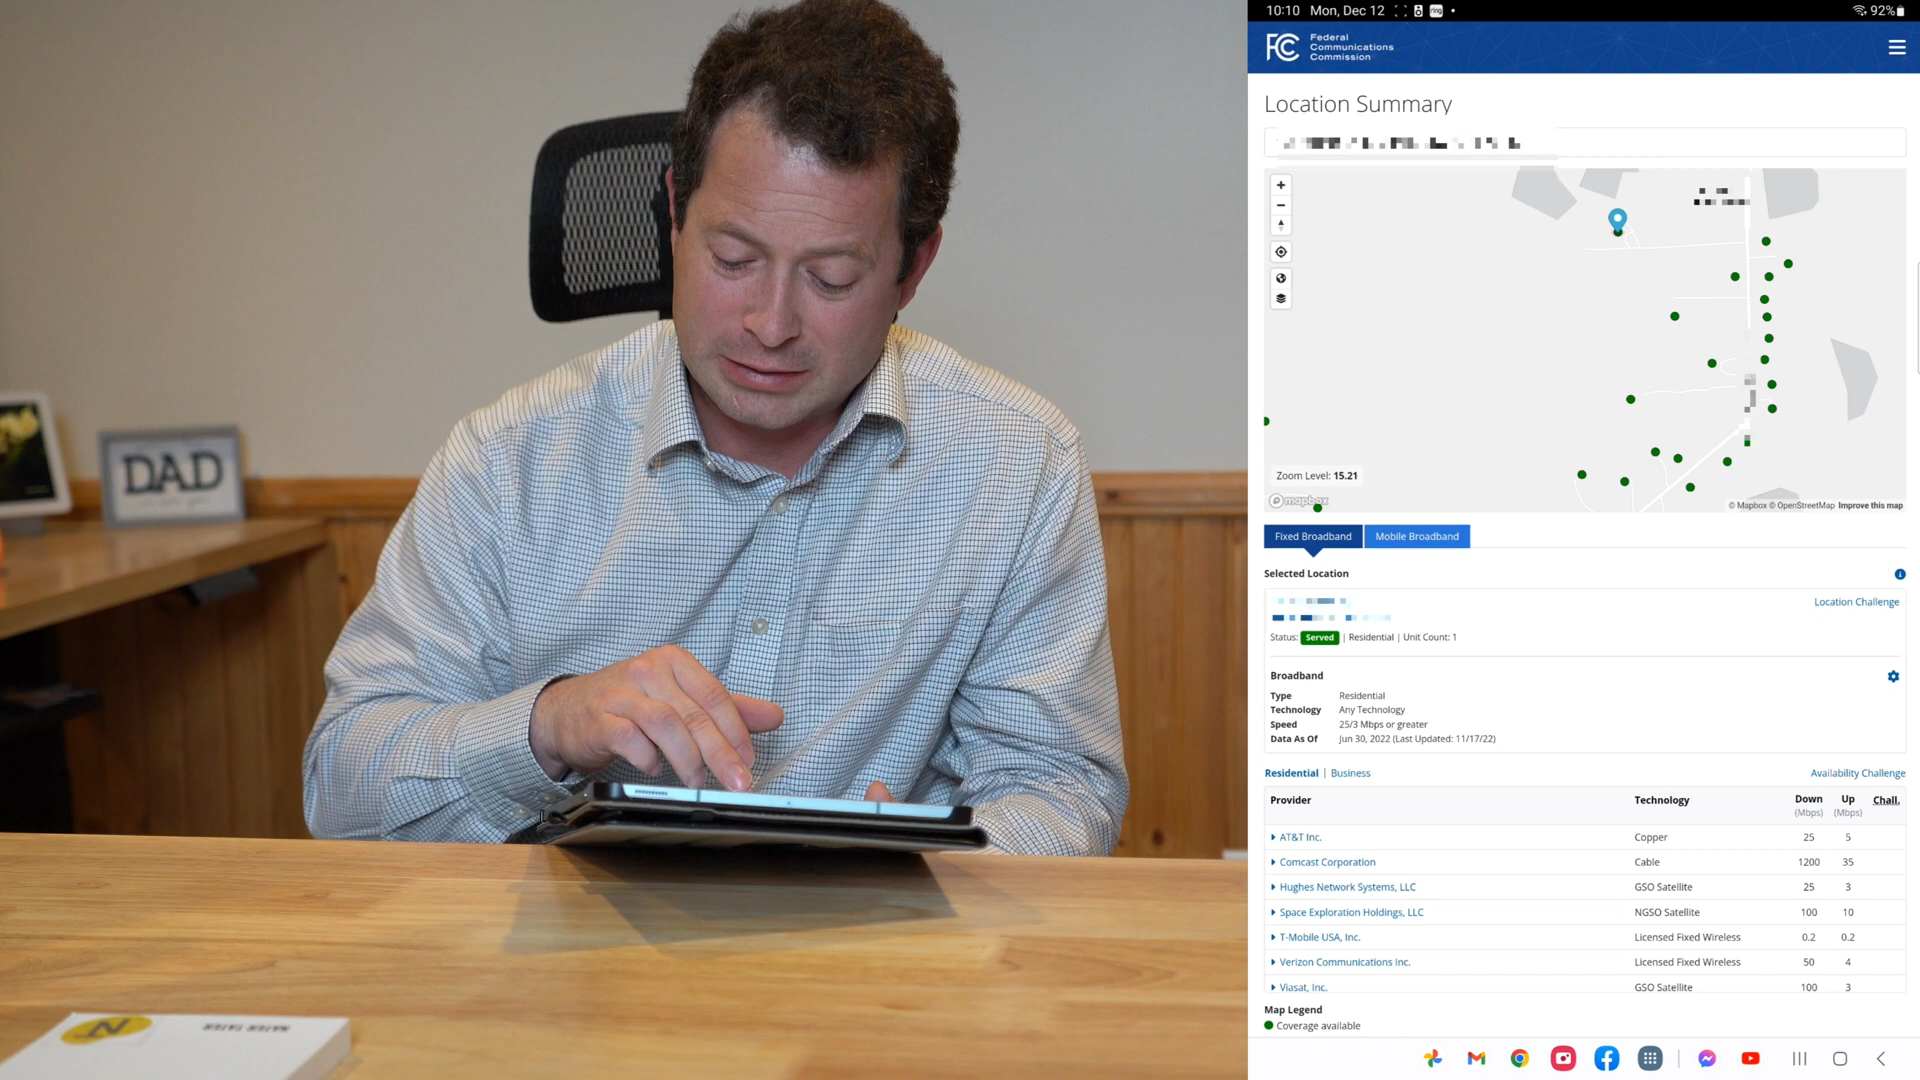 DAD
10:10 Mon, Dec 12
ring
92%
FCC
Federal
Communications
Commission
Location Summary
Zoom Level: 15.21
mapbox
© Mapbox © OpenStreetMap Improve this map
Fixed Broadband Mobile Broadband
Selected Location
Location Challenge
Status: Served | Residential | Unit Count: 1
Broadband
Type Residential
Technology Any Technology
Speed 25/3 Mbps or greater
Data As Of Jun 30, 2022 (Last Updated: 11/17/22)
Residential | Business Availability Challenge
Provider Technology Down (Mbps) Up (Mbps) Chall.
AT&T Inc. Copper 25 5
Comcast Corporation Cable 1200 35
Hughes Network Systems, LLC GSO Satellite 25 3
Space Exploration Holdings, LLC NGSO Satellite 100 10
T-Mobile USA, Inc. Licensed Fixed Wireless 0.2 0.2
Verizon Communications Inc. Licensed Fixed Wireless 50 4
Viasat, Inc. GSO Satellite 100 3
Map Legend
Coverage available